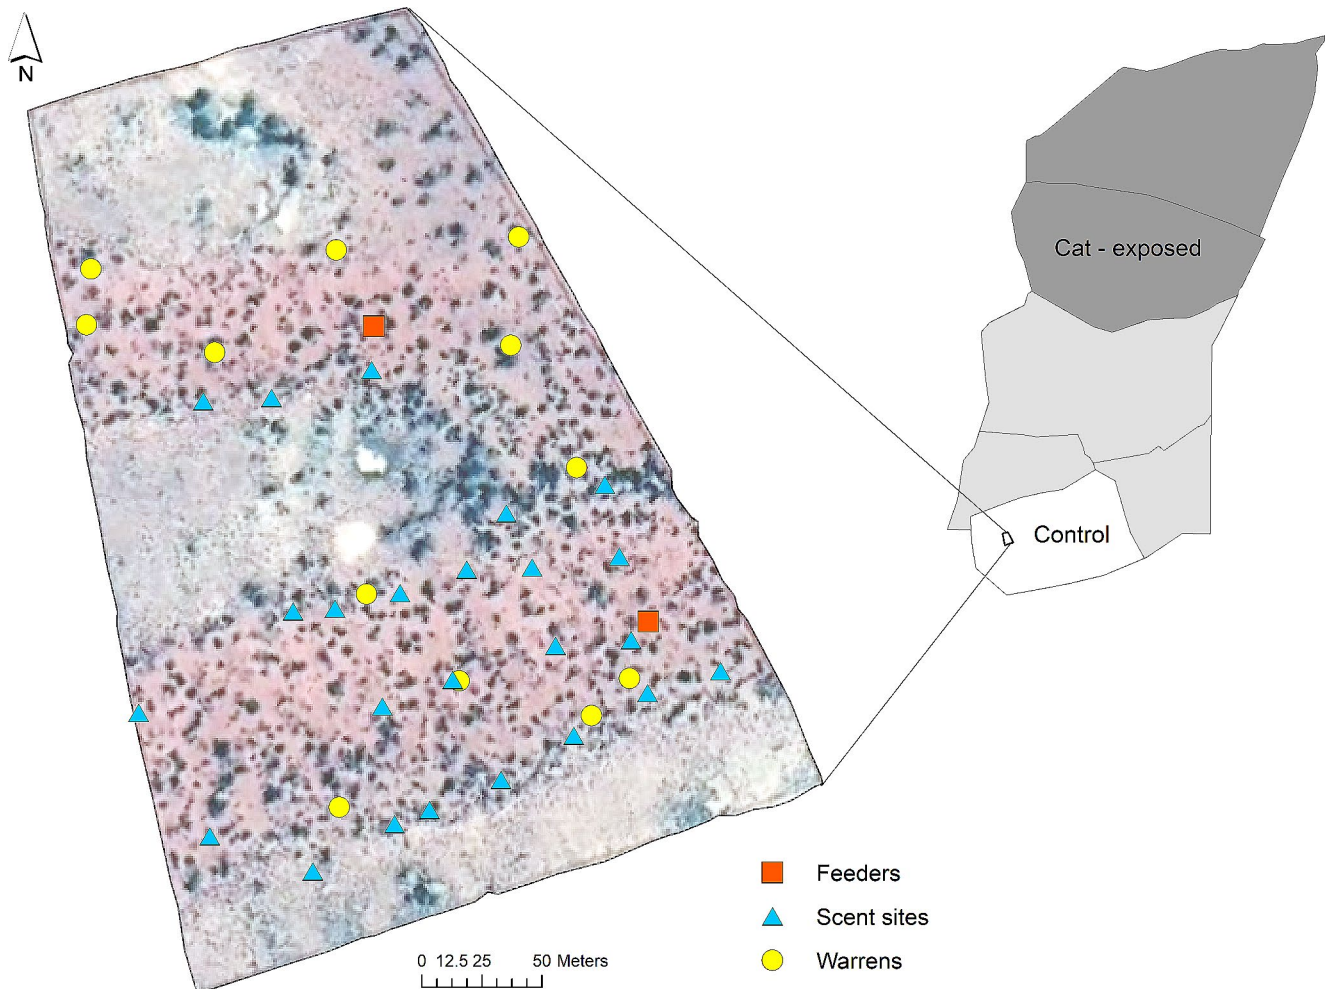 N
Cat - exposed
Control
Feeders
Scent sites
Warrens
0 12.5 25 50 Meters